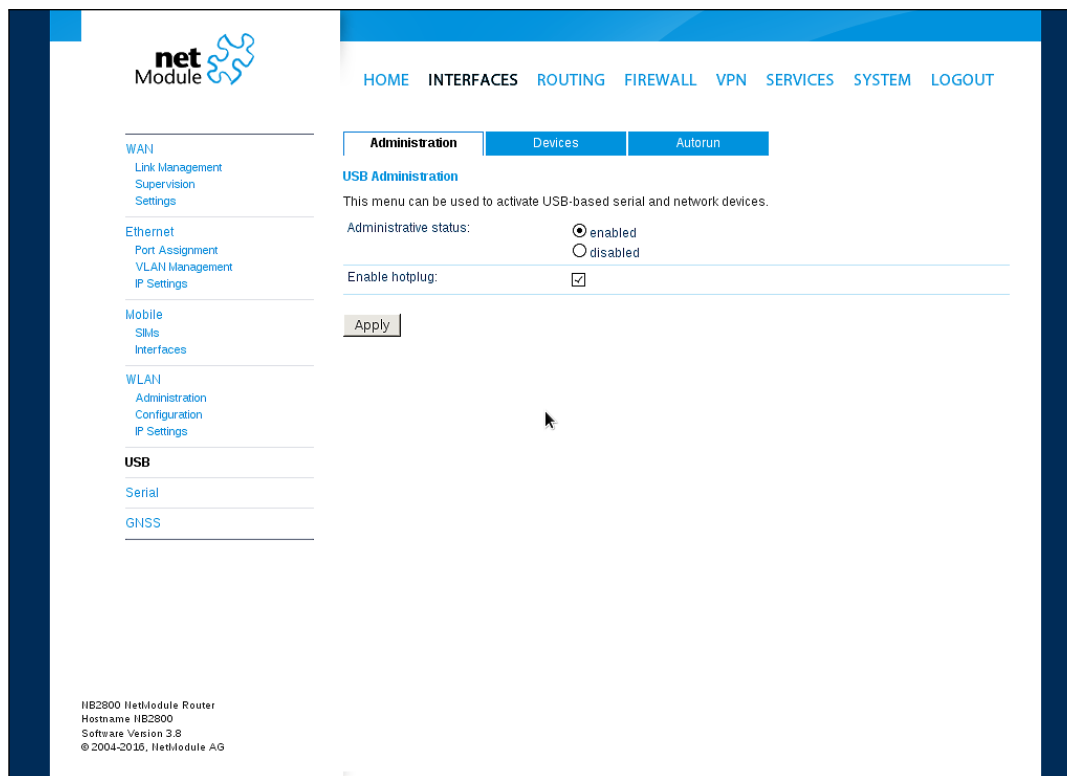 net
Module
HOME INTERFACES ROUTING FIREWALL VPN SERVICES SYSTEM LOGOUT
WAN
Link Management
Supervision
Settings
Ethernet
Port Assignment
VLAN Management
IP Settings
Mobile
SIMs
Interfaces
WLAN
Administration
Configuration
IP Settings
USB
Serial
GNSS
Administration Devices Autorun
USB Administration
This menu can be used to activate USB-based serial and network devices.
Administrative status:
enabled
disabled
Enable hotplug:
Apply
NB2800 NetModule Router
Hostname NB2800
Software Version 3.8
© 2004-2016, NetModule AG